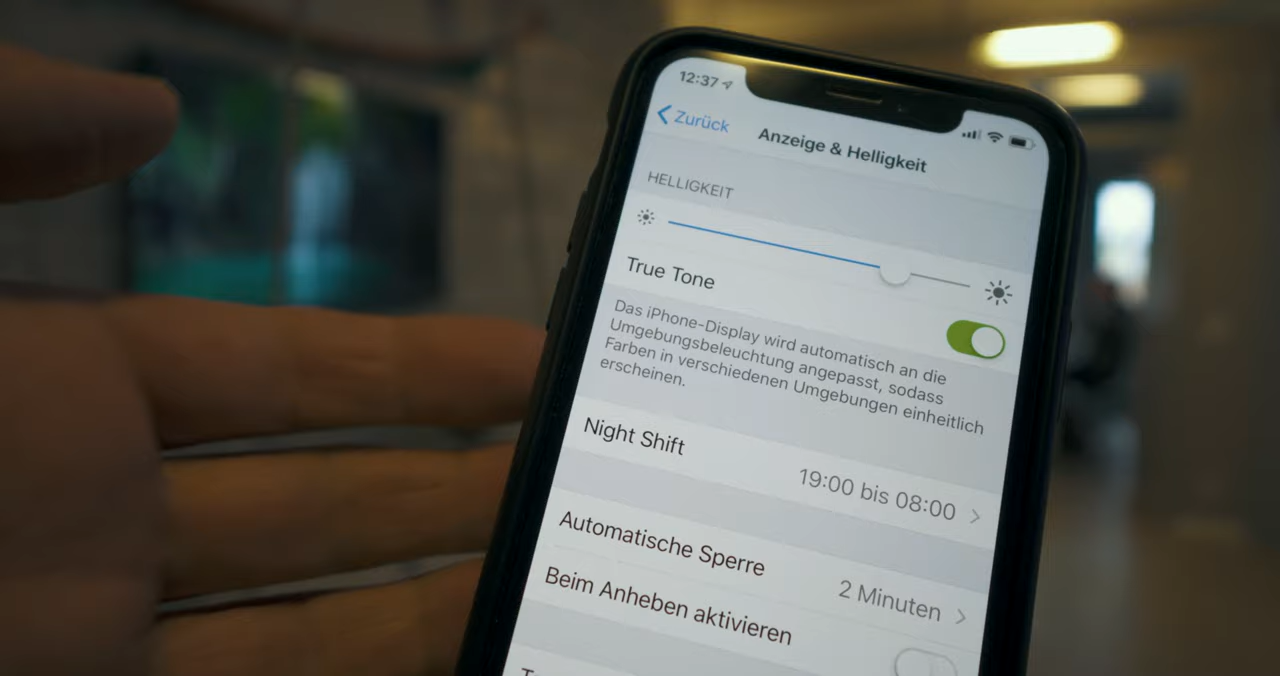 12:37
Zurück
Anzeige & Helligkeit
HELLIGKEIT
True Tone
Das iPhone-Display wird automatisch an die
Umgebungsbeleuchtung angepasst, sodass
Farben in verschiedenen Umgebungen einheitlich
erscheinen.
Night Shift
19:00 bis 08:00
Automatische Sperre
2 Minuten
Beim Anheben aktivieren